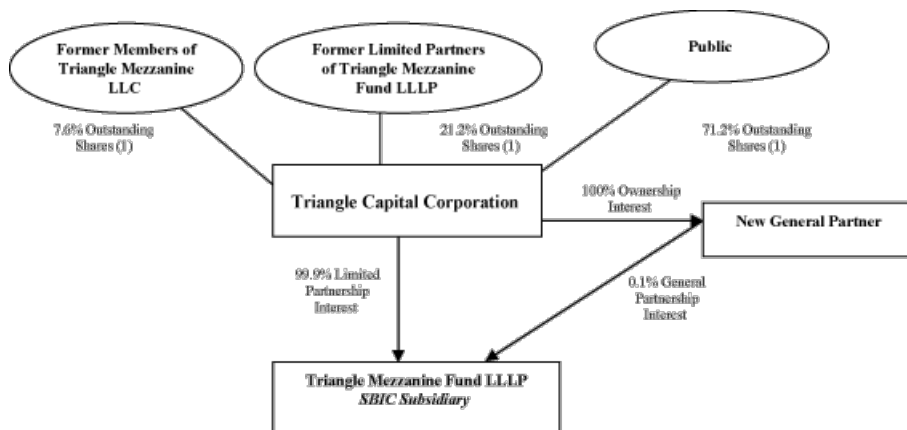 Former Members of
Triangle Mezzanine
LLC
Former Limited Partners
of Triangle Mezzanine
Fund LLLP
Public
7.6% Outstanding
Shares (1)
21.2% Outstanding
Shares (1)
71.2% Outstanding
Shares (1)
Triangle Capital Corporation
100% Ownership
Interest
New General Partner
99.9% Limited
Partnership
Interest
0.1% General
Partnership
Interest
Triangle Mezzanine Fund LLLP
SBIC Subsidiary